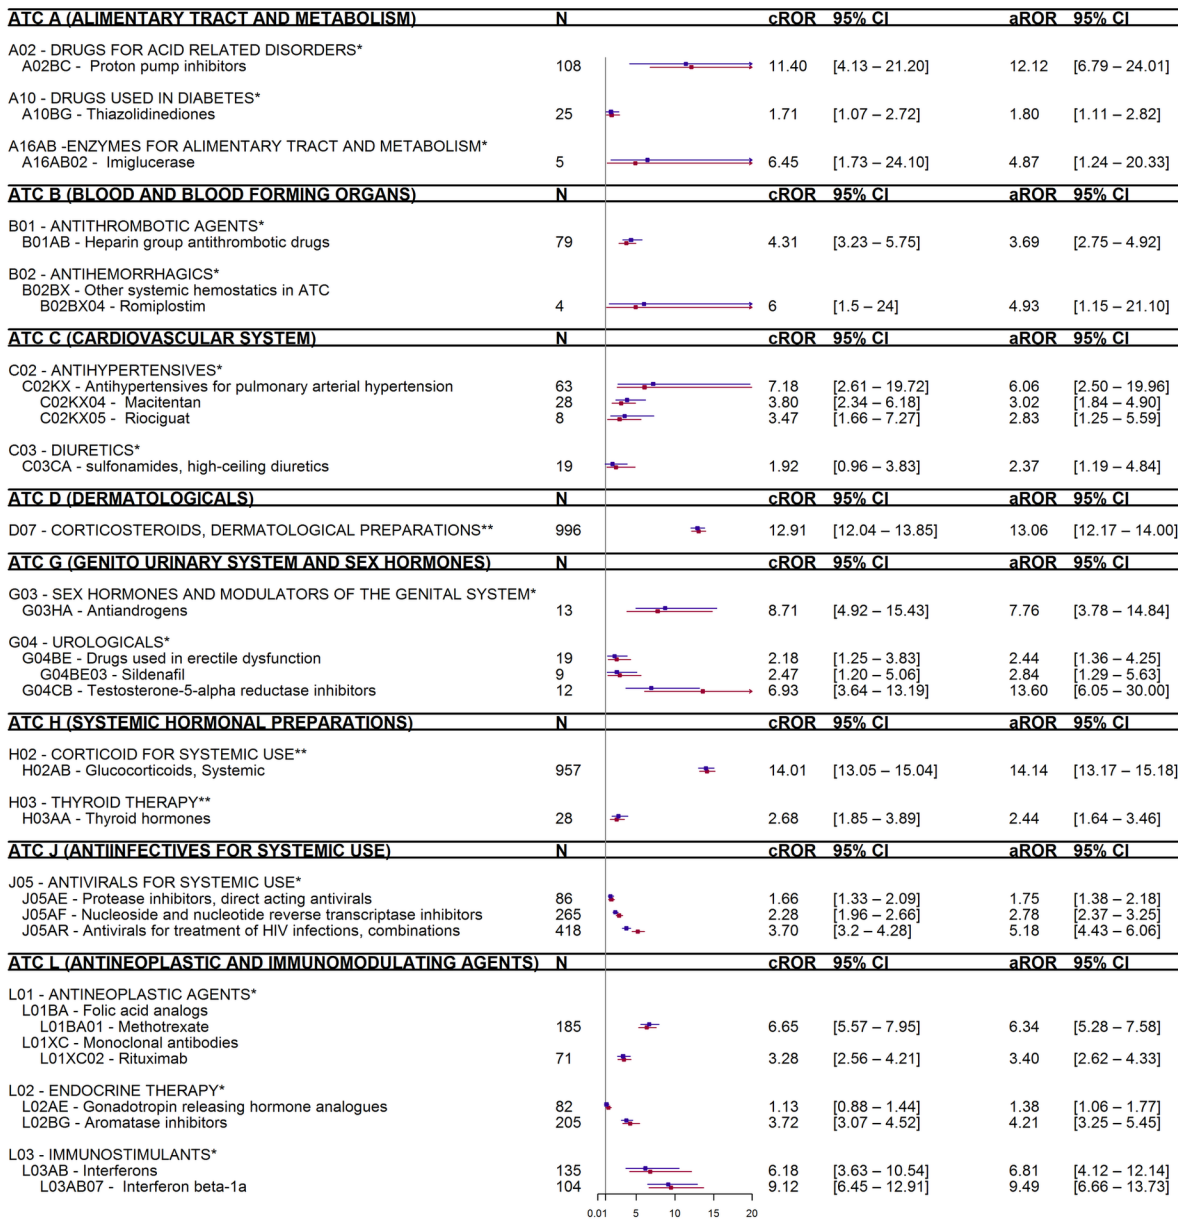 ATC A (ALIMENTARY TRACT AND METABOLISM) N cROR 95% CI aROR 95% CI
A02 - DRUGS FOR ACID RELATED DISORDERS*
A02BC - Proton pump inhibitors 108 11.40 [4.13 – 21.20] 12.12 [6.79 – 24.01]
A10 - DRUGS USED IN DIABETES*
A10BG - Thiazolidinediones 25 1.71 [1.07 – 2.72] 1.80 [1.11 – 2.82]
A16AB -ENZYMES FOR ALIMENTARY TRACT AND METABOLISM*
A16AB02 - Imiglucerase 5 6.45 [1.73 – 24.10] 4.87 [1.24 – 20.33]
ATC B (BLOOD AND BLOOD FORMING ORGANS) N cROR 95% CI aROR 95% CI
B01 - ANTITHROMBOTIC AGENTS*
B01AB - Heparin group antithrombotic drugs 79 4.31 [3.23 – 5.75] 3.69 [2.75 – 4.92]
B02 - ANTIHEMORRHAGICS*
B02BX - Other systemic hemostatics in ATC
B02BX04 - Romiplostim 4 6 [1.5 – 24] 4.93 [1.15 – 21.10]
ATC C (CARDIOVASCULAR SYSTEM) N cROR 95% CI aROR 95% CI
C02 - ANTIHYPERTENSIVES*
C02KX - Antihypertensives for pulmonary arterial hypertension 63 7.18 [2.61 – 19.72] 6.06 [2.50 – 19.96]
C02KX04 - Macitentan 28 3.80 [2.34 – 6.18] 3.02 [1.84 – 4.90]
C02KX05 - Riociguat 8 3.47 [1.66 – 7.27] 2.83 [1.25 – 5.59]
C03 - DIURETICS*
C03CA - sulfonamides, high-ceiling diuretics 19 1.92 [0.96 – 3.83] 2.37 [1.19 – 4.84]
ATC D (DERMATOLOGICALS) N cROR 95% CI aROR 95% CI
D07 - CORTICOSTEROIDS, DERMATOLOGICAL PREPARATIONS** 996 12.91 [12.04 – 13.85] 13.06 [12.17 – 14.00]
ATC G (GENITO URINARY SYSTEM AND SEX HORMONES) N cROR 95% CI aROR 95% CI
G03 - SEX HORMONES AND MODULATORS OF THE GENITAL SYSTEM*
G03HA - Antiandrogens 13 8.71 [4.92 – 15.43] 7.76 [3.78 – 14.84]
G04 - UROLOGICALS*
G04BE - Drugs used in erectile dysfunction 19 2.18 [1.25 – 3.83] 2.44 [1.36 – 4.25]
G04BE03 - Sildenafil 9 2.47 [1.20 – 5.06] 2.84 [1.29 – 5.63]
G04CB - Testosterone-5-alpha reductase inhibitors 12 6.93 [3.64 – 13.19] 13.60 [6.05 – 30.00]
ATC H (SYSTEMIC HORMONAL PREPARATIONS) N cROR 95% CI aROR 95% CI
H02 - CORTICOID FOR SYSTEMIC USE**
H02AB - Glucocorticoids, Systemic 957 14.01 [13.05 – 15.04] 14.14 [13.17 – 15.18]
H03 - THYROID THERAPY**
H03AA - Thyroid hormones 28 2.68 [1.85 – 3.89] 2.44 [1.64 – 3.46]
ATC J (ANTIINFECTIVES FOR SYSTEMIC USE) N cROR 95% CI aROR 95% CI
J05 - ANTIVIRALS FOR SYSTEMIC USE*
J05AE - Protease inhibitors, direct acting antivirals 86 1.66 [1.33 – 2.09] 1.75 [1.38 – 2.18]
J05AF - Nucleoside and nucleotide reverse transcriptase inhibitors 265 2.28 [1.96 – 2.66] 2.78 [2.37 – 3.25]
J05AR - Antivirals for treatment of HIV infections, combinations 418 3.70 [3.2 – 4.28] 5.18 [4.43 – 6.06]
ATC L (ANTINEOPLASTIC AND IMMUNOMODULATING AGENTS) N cROR 95% CI aROR 95% CI
L01 - ANTINEOPLASTIC AGENTS*
L01BA - Folic acid analogs
L01BA01 - Methotrexate 185 6.65 [5.57 – 7.95] 6.34 [5.28 – 7.58]
L01XC - Monoclonal antibodies
L01XC02 - Rituximab 71 3.28 [2.56 – 4.21] 3.40 [2.62 – 4.33]
L02 - ENDOCRINE THERAPY*
L02AE - Gonadotropin releasing hormone analogues 82 1.13 [0.88 – 1.44] 1.38 [1.06 – 1.77]
L02BG - Aromatase inhibitors 205 3.72 [3.07 – 4.52] 4.21 [3.25 – 5.45]
L03 - IMMUNOSTIMULANTS*
L03AB - Interferons 135 6.18 [3.63 – 10.54] 6.81 [4.12 – 12.14]
L03AB07 - Interferon beta-1a 104 9.12 [6.45 – 12.91] 9.49 [6.66 – 13.73]
0.01 5 10 15 20